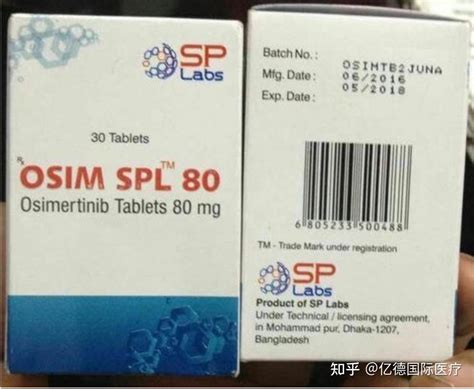 SP
Labs
30 Tablets
Rx
OSIM SPL™ 80
Osimertinib Tablets 80 mg
Batch No. :
Mfg. Date :
Exp. Date :
OSIMTB2JUNA
06/2016
05/2018
6 805233 500488
TM - Trade Mark under registration
SP
Labs
Product of SP Labs
Under Technical / licensing agreement,
in Mohammad pur, Dhaka-1207,
Bangladesh
知乎 @亿德国际医疗